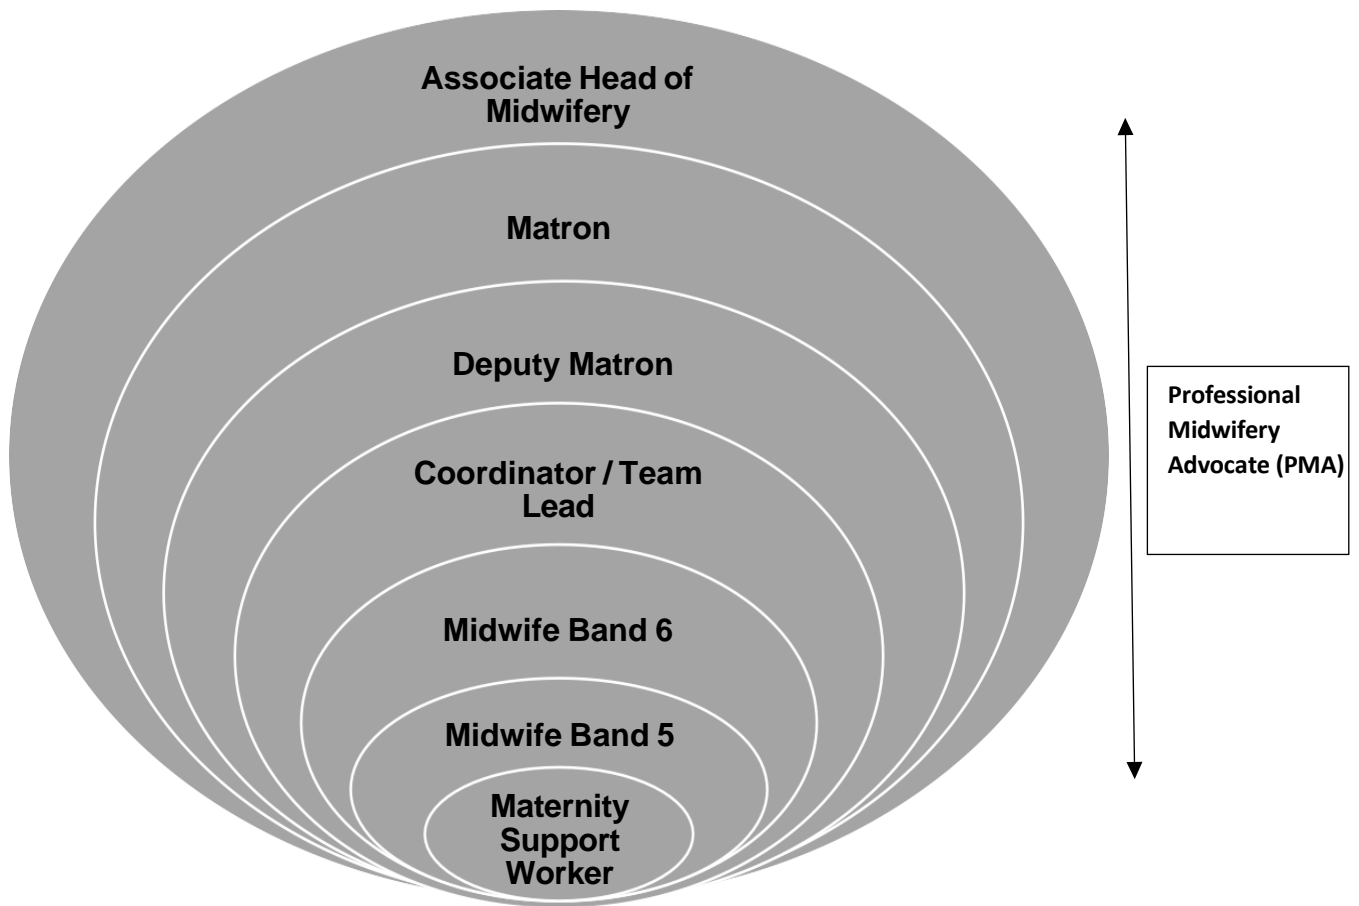 Associate Head of
Midwifery
Matron
Deputy Matron
Coordinator / Team
Lead
Midwife Band 6
Midwife Band 5
Maternity
Support
Worker
Professional
Midwifery
Advocate (PMA)